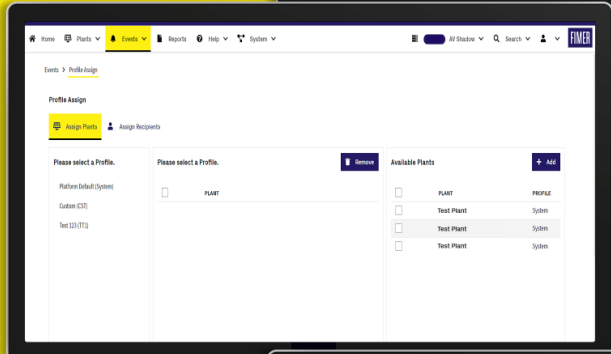 Home Plants Events Reports Help System AV Shadow Search FIMER
Events > Profile Assign
Profile Assign
Assign Plants Assign Recipients
Please select a Profile. Please select a Profile. Remove Available Plants + Add
Platform Default (System) PLANT PLANT PROFILE
Custom (CST) Test Plant System
Test 123 (TT1) Test Plant System
Test Plant System